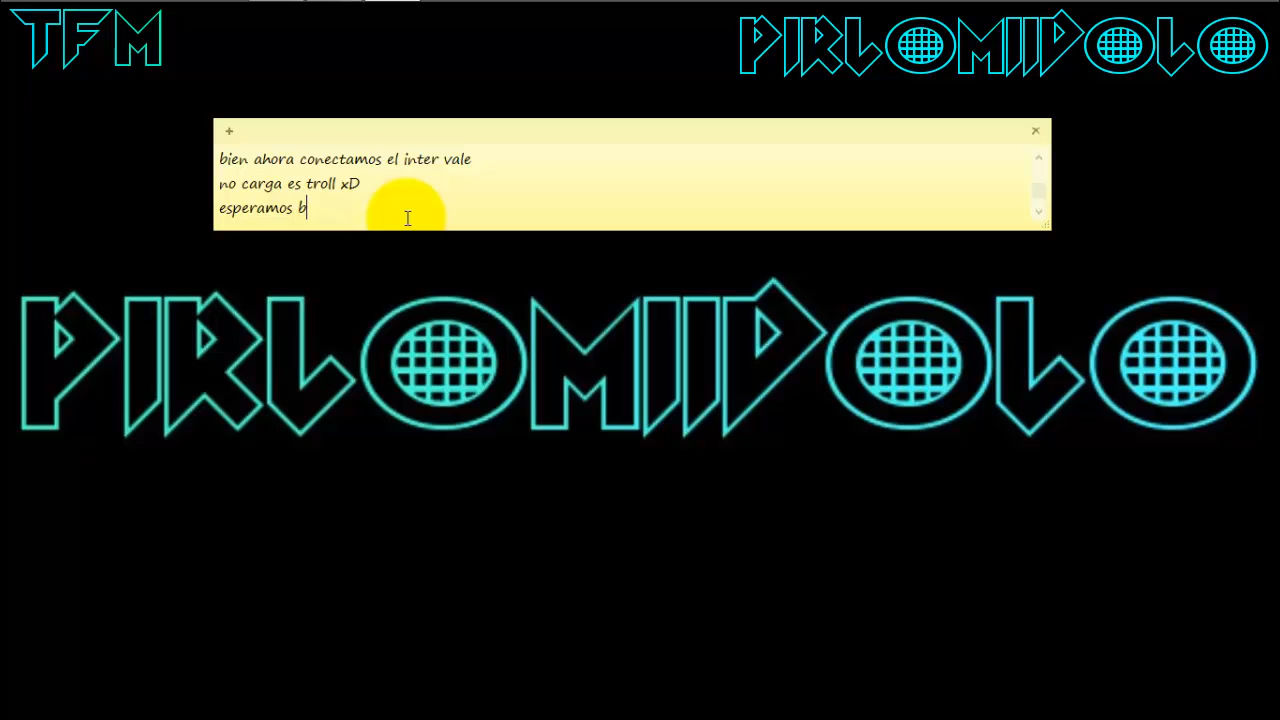 TFM
PIRLOMIIDOLO
bien ahora conectamos el inter vale
no carga es troll xD
esperamos b
PIRLOMIIDOLO